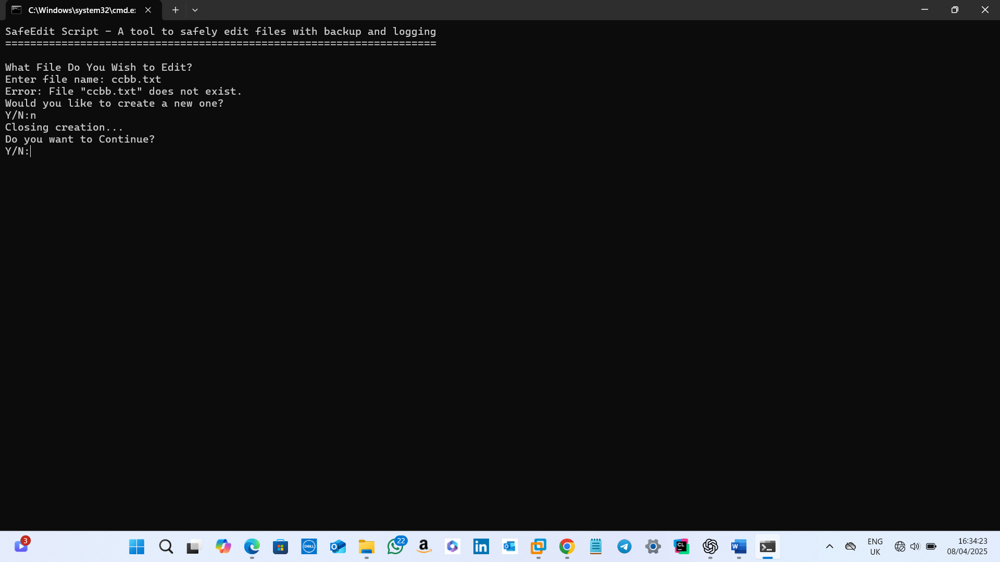 C:\Windows\system32\cmd.e:
SafeEdit Script - A tool to safely edit files with backup and logging
=====================================================================
What File Do You Wish to Edit?
Enter file name: ccbb.txt
Error: File "ccbb.txt" does not exist.
Would you like to create a new one?
Y/N:n
Closing creation...
Do you want to Continue?
Y/N:
3
DELL
O
22
a
in
CL
W
ENG
UK
16:34:23
08/04/2025